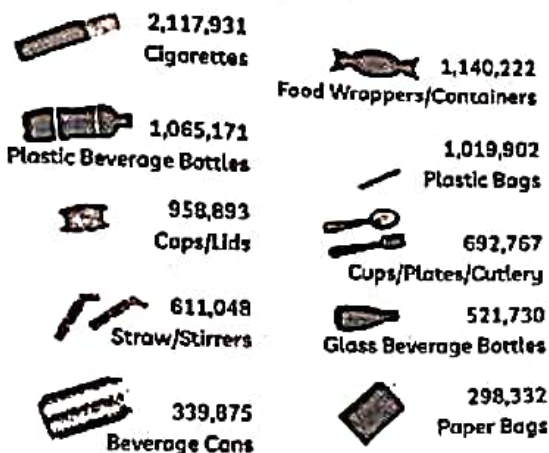 2,117,931
Cigarettes
1,140,222
Food Wrappers/Containers
1,065,171
Plastic Beverage Bottles
1,019,902
Plastic Bags
958,893
Caps/Lids
692,767
Cups/Plates/Cutlery
611,048
Straw/Stirrers
521,730
Glass Beverage Bottles
339,875
Beverage Cans
298,332
Paper Bags